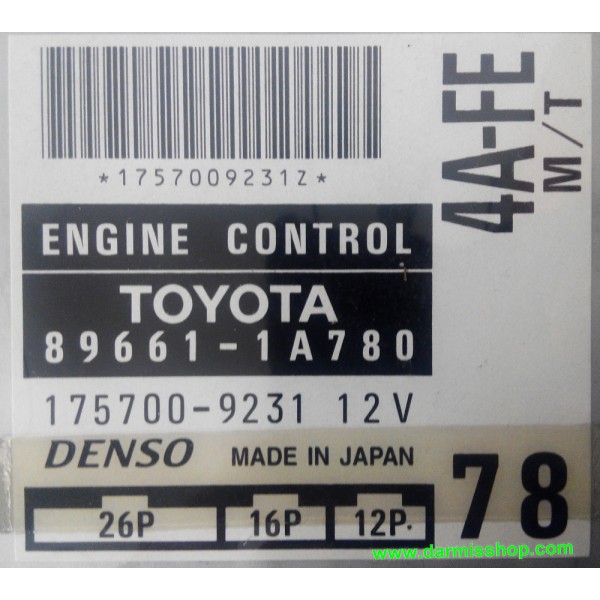 *1757009231Z*
4A-FE
M/T
ENGINE CONTROL
TOYOTA
89661-1A780
175700-9231 12V
DENSO MADE IN JAPAN
78
26P 16P 12P
www.darmisshop.com